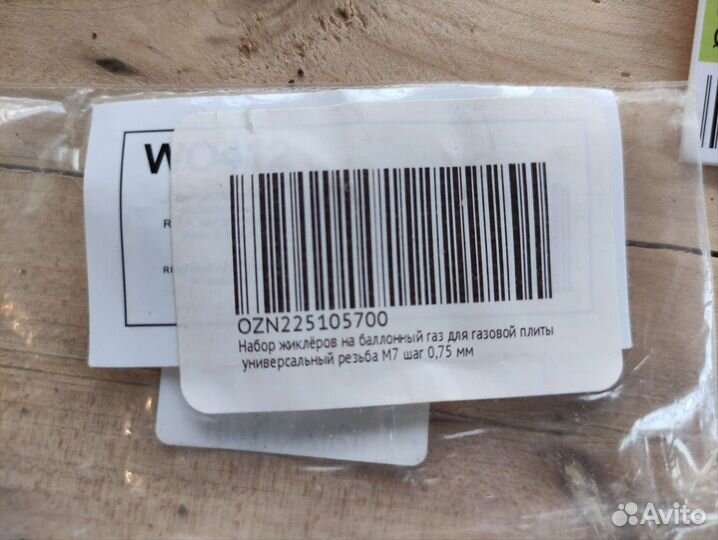 OZN225105700
Набор жиклёров на баллонный газ для газовой плиты
универсальный резьба М7 шаг 0,75 мм
Avito